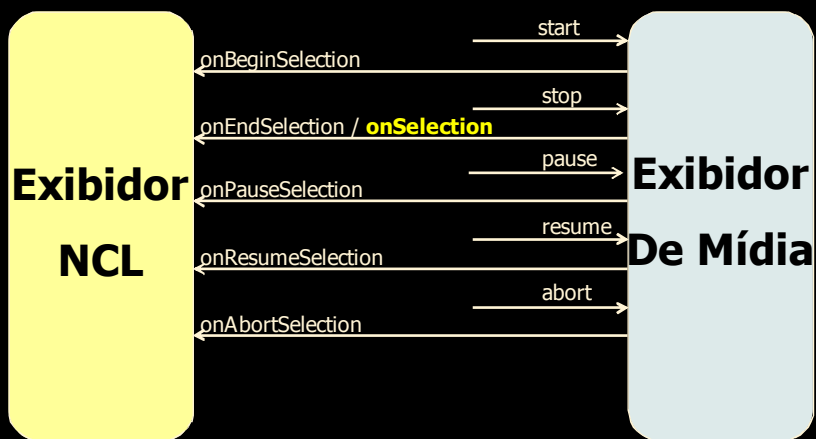 start
onBeginSelection
stop
onEndSelection / onSelection
pause
onPauseSelection
resume
onResumeSelection
abort
onAbortSelection
Exibidor
NCL
Exibidor
De Mídia